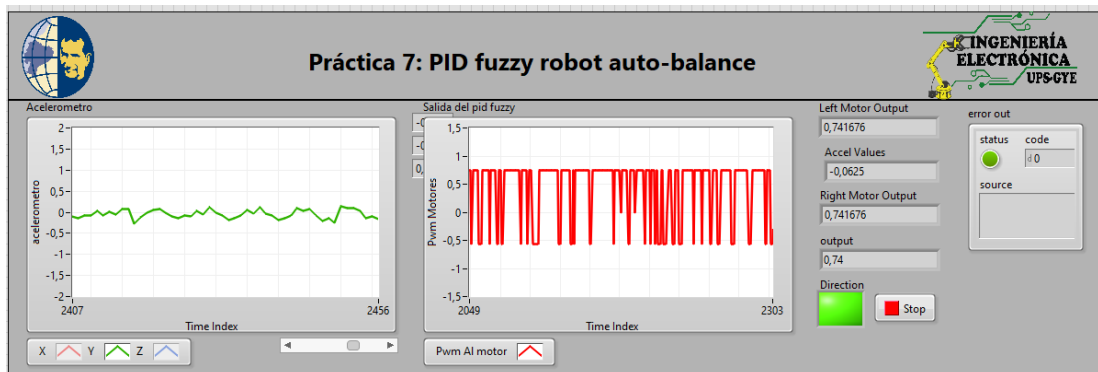 Práctica 7: PID fuzzy robot auto-balance
INGENIERÍA
ELECTRÓNICA
UPS-GYE
Acelerometro
2
1,5
1
0,5
0
-0,5
-1
-1,5
-2
acelerometro
2407
2456
Time Index
X
Y
Z
Salida del pid fuzzy
1,5
1
0,5
0
-0,5
-1
-1,5
Pwm Motores
2049
2303
Time Index
Pwm Al motor
Left Motor Output
0,741676
Accel Values
-0,0625
Right Motor Output
0,741676
output
0,74
Direction
Stop
error out
status
code
d 0
source